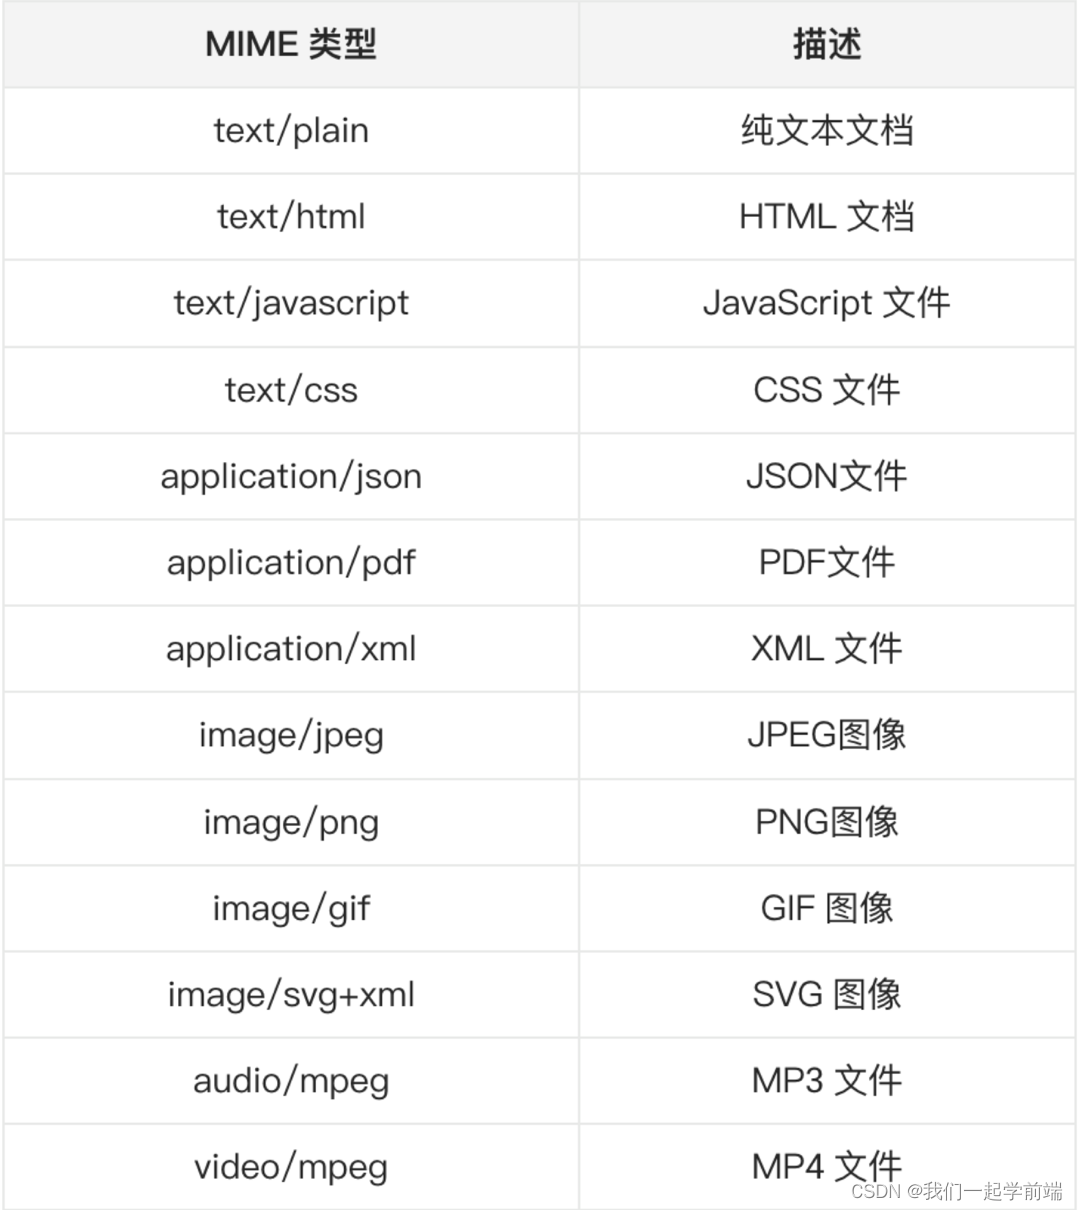 MIME 类型 描述
text/plain 纯文本文档
text/html HTML 文档
text/javascript JavaScript 文件
text/css CSS 文件
application/json JSON文件
application/pdf PDF文件
application/xml XML 文件
image/jpeg JPEG图像
image/png PNG图像
image/gif GIF 图像
image/svg+xml SVG 图像
audio/mpeg MP3 文件
video/mpeg MP4 文件
CSDN @我们一起学前端